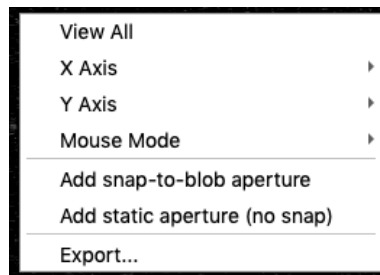 View All
X Axis
Y Axis
Mouse Mode
Add snap-to-blob aperture
Add static aperture (no snap)
Export...